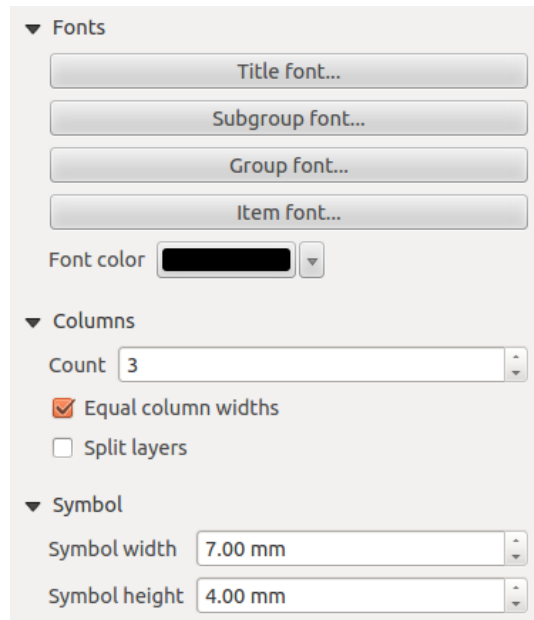 Fonts
Title font...
Subgroup font...
Group font...
Item font...
Font color
Columns
Count 3
Equal column widths
Split layers
Symbol
Symbol width 7.00 mm
Symbol height 4.00 mm